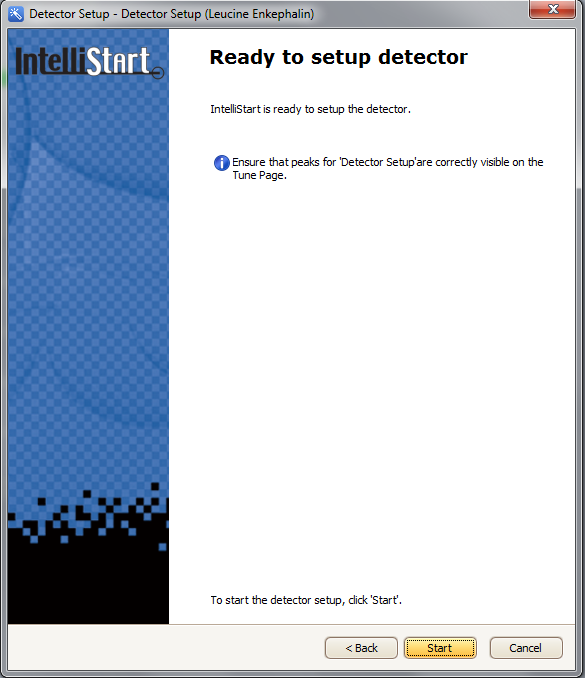 Detector Setup - Detector Setup (Leucine Enkephalin)
IntelliStart
Ready to setup detector
IntelliStart is ready to setup the detector.
Ensure that peaks for 'Detector Setup'are correctly visible on the
Tune Page.
To start the detector setup, click 'Start'.
< Back
Start
Cancel